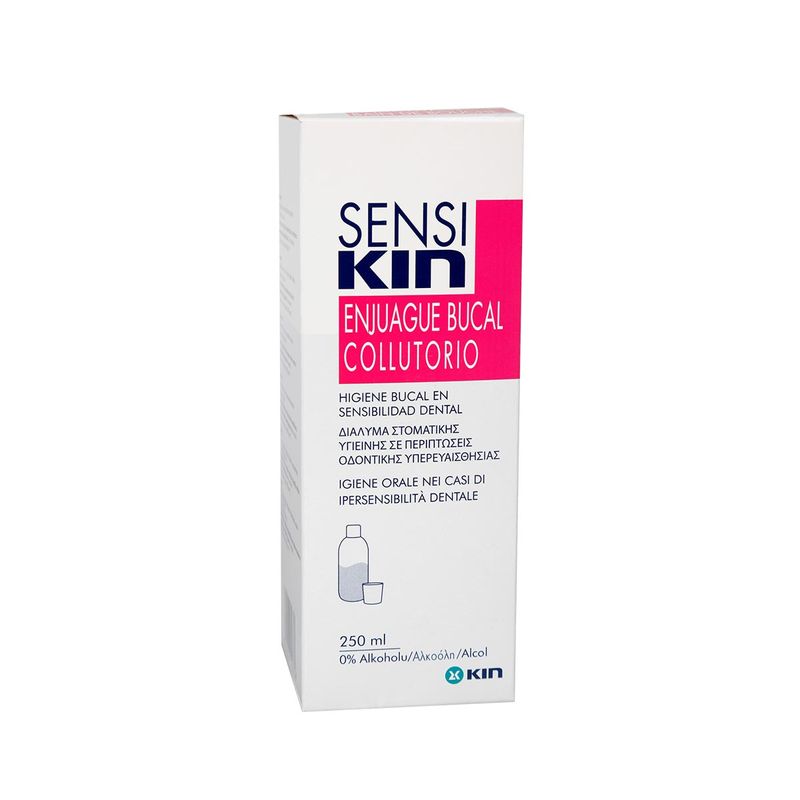 SENSI
KIN
ENJUAGUE BUCAL
COLLUTORIO
HIGIENE BUCAL EN
SENSIBILIDAD DENTAL
ΔΙΑΛΥΜΑ ΣΤΟΜΑΤΙΚΗΣ
ΥΓΙΕΙΝΗΣ ΣΕ ΠΕΡΙΠΤΩΣΕΙΣ
ΟΔΟΝΤΙΚΗΣ ΥΠΕΡΕΥΑΙΣΘΗΣΙΑΣ
IGIENE ORALE NEI CASI DI
IPERSENSIBILITÀ DENTALE
250 ml
0% Alkoholu/Αλκοόλη/Alcol
KIN